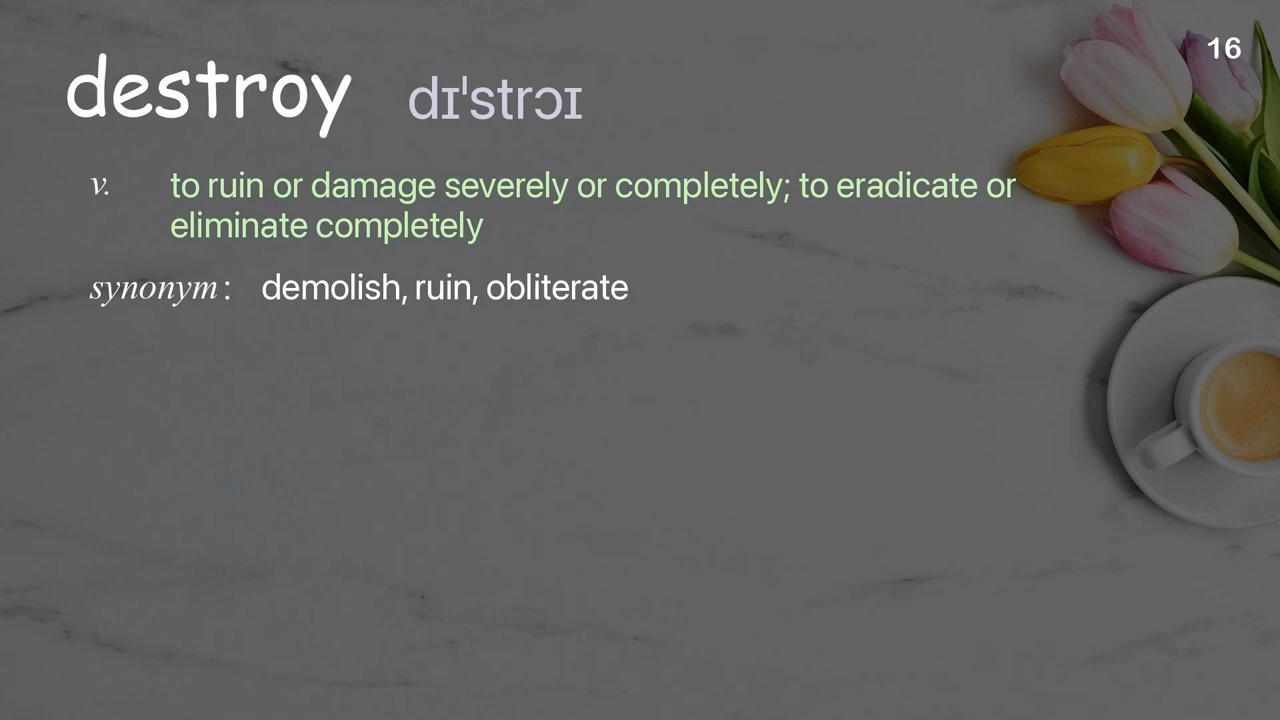 16
destroy dɪˈstrɔɪ
v. to ruin or damage severely or completely; to eradicate or
eliminate completely
synonym : demolish, ruin, obliterate